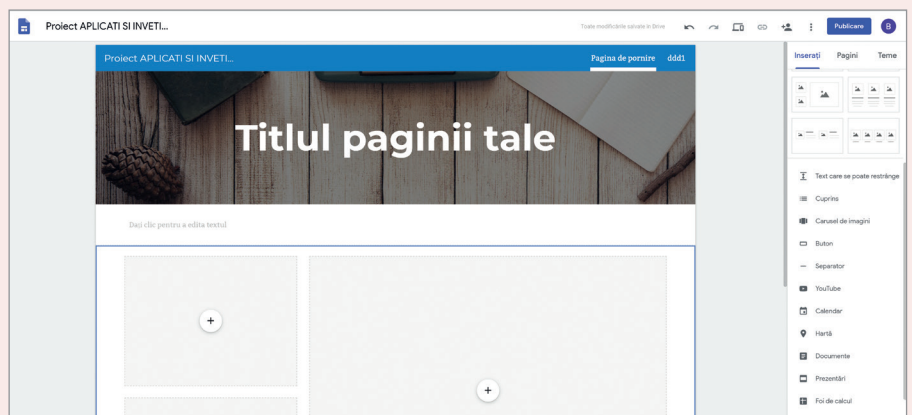 Proiect APLICATI SI INVETI...
Toate modificările salvate în Drive
Publicare
B
Proiect APLICATI SI INVETI...
Pagina de pornire ddd1
Inserați Pagini Teme
Titlul paginii tale
Dați clic pentru a edita textul
Text care se poate restrânge
Cuprins
Carusel de imagini
Buton
Separator
YouTube
Calendar
Hartă
Documente
Prezentări
Foi de calcul